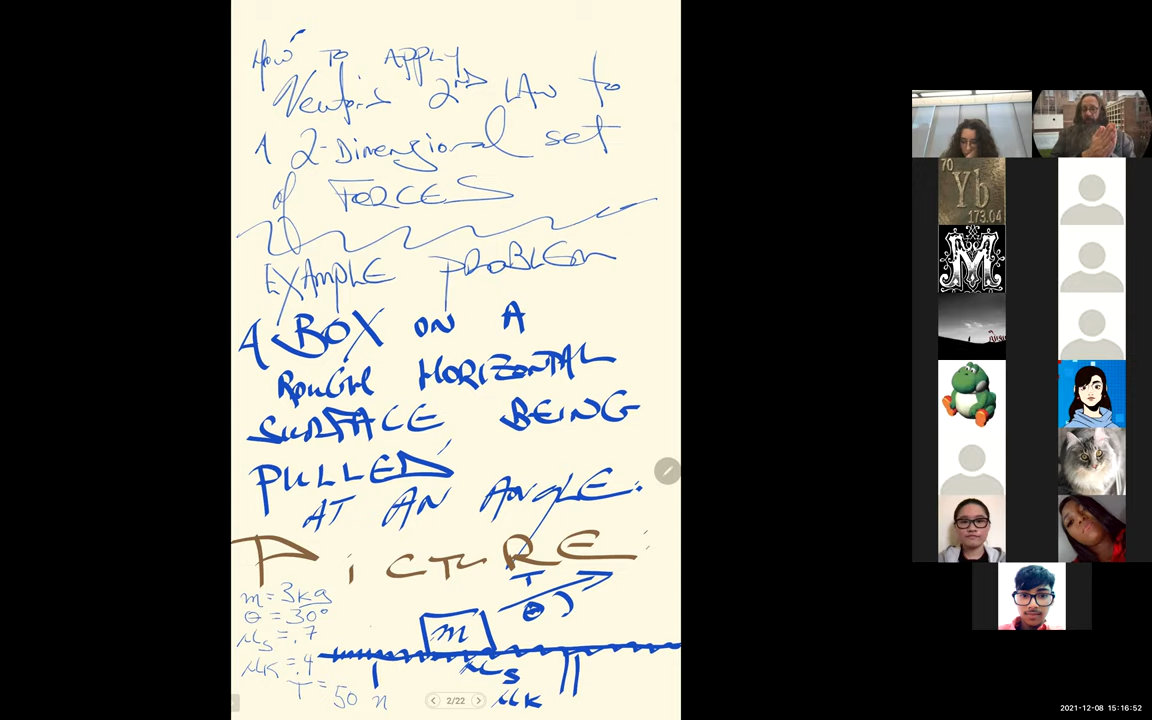 How to APPLY
Newton's 2ND LAW to
A 2-Dimensional set
of FORCES
EXAMPLE PROBLEM
A BOX ON A
ROUGH HORIZONTAL
SURFACE BEING
PULLED
AT AN ANGLE:
PICTURE:
m = 3kg
θ = 30°
μs = .7
μK = .4
T = 50 n
T
θ
m
μs
μK
2/22
70
Yb
173.04
M
2021-12-08 15:16:52